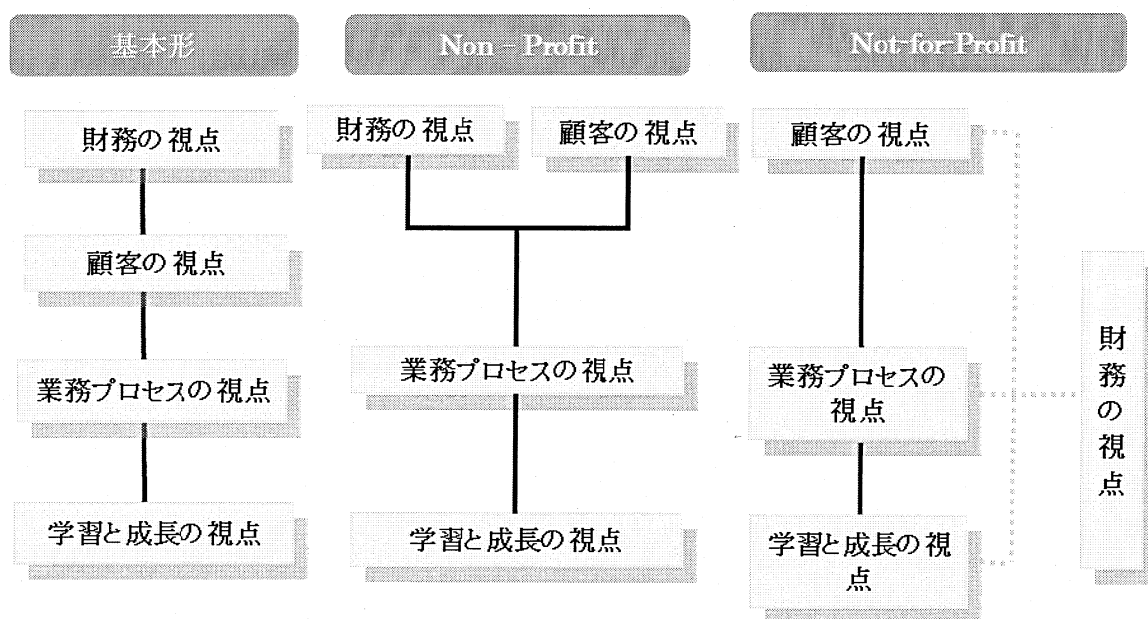 基本形
財務の視点
顧客の視点
業務プロセスの視点
学習と成長の視点
Non – Profit
財務の視点
顧客の視点
業務プロセスの視点
学習と成長の視点
Not-for-Profit
顧客の視点
業務プロセスの
視点
学習と成長の視
点
財務の視点